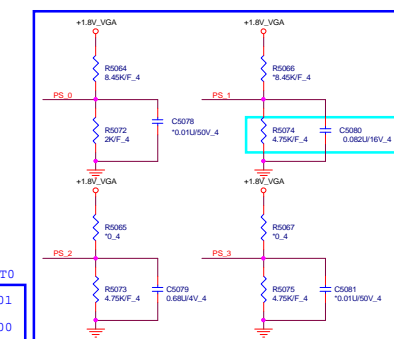 +1.8V_VGA
+1.8V_VGA
R5064
8.45K/F_4
R5066
*8.45K/F_4
PS_0
PS_1
R5072
2K/F_4
C5078
*0.01U/50V_4
R5074
4.75K/F_4
C5080
0.082U/16V_4
+1.8V_VGA
+1.8V_VGA
R5065
*0_4
R5067
*0_4
PS_2
PS_3
T0
01
00
R5073
4.75K/F_4
C5079
0.68U/4V_4
R5075
4.75K/F_4
C5081
*0.01U/50V_4